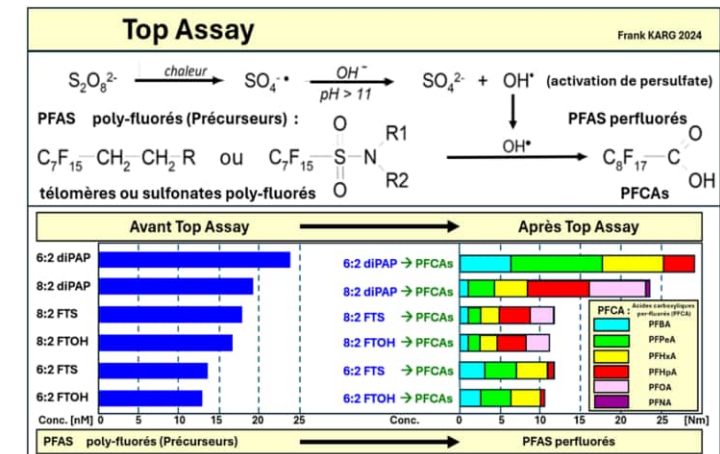 Top Assay
Frank KARG 2024
S₂O₈²⁻ chaleur SO₄⁻• OH⁻ pH > 11 SO₄²⁻ + OH• (activation de persulfate)
PFAS poly-fluorés (Précurseurs) :
PFAS perfluorés
C₇F₁₅—CH₂—CH₂—R ou C₇F₁₅—S—N
O
O
R1
R2
OH•
C₈F₁₇—C
O
OH
télomères ou sulfonates poly-fluorés
PFCAs
Avant Top Assay
Après Top Assay
6:2 diPAP
8:2 diPAP
8:2 FTS
8:2 FTOH
6:2 FTS
6:2 FTOH
Conc. [nM] 0 5 10 15 20 25
6:2 diPAP → PFCAs
8:2 diPAP → PFCAs
8:2 FTS → PFCAs
8:2 FTOH → PFCAs
6:2 FTS → PFCAs
6:2 FTOH → PFCAs
Conc. 0 5 10 15 20 25 [Nm]
PFCA : Acides carboxyliques
per-fluorés (PFCA)
PFBA
PFPeA
PFHxA
PFHpA
PFOA
PFNA
PFAS poly-fluorés (Précurseurs)
PFAS perfluorés